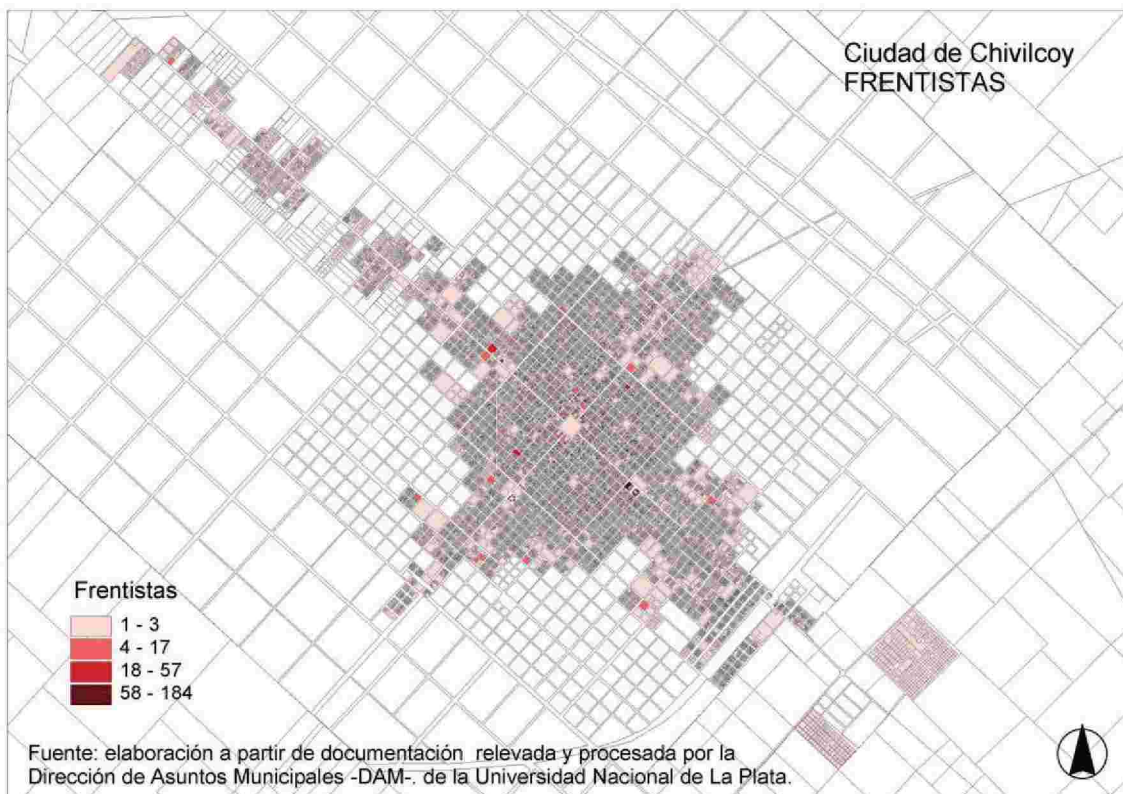 Ciudad de Chivilcoy
FRENTISTAS
Frentistas
1 - 3
4 - 17
18 - 57
58 - 184
Fuente: elaboración a partir de documentación relevada y procesada por la
Dirección de Asuntos Municipales -DAM-. de la Universidad Nacional de La Plata.